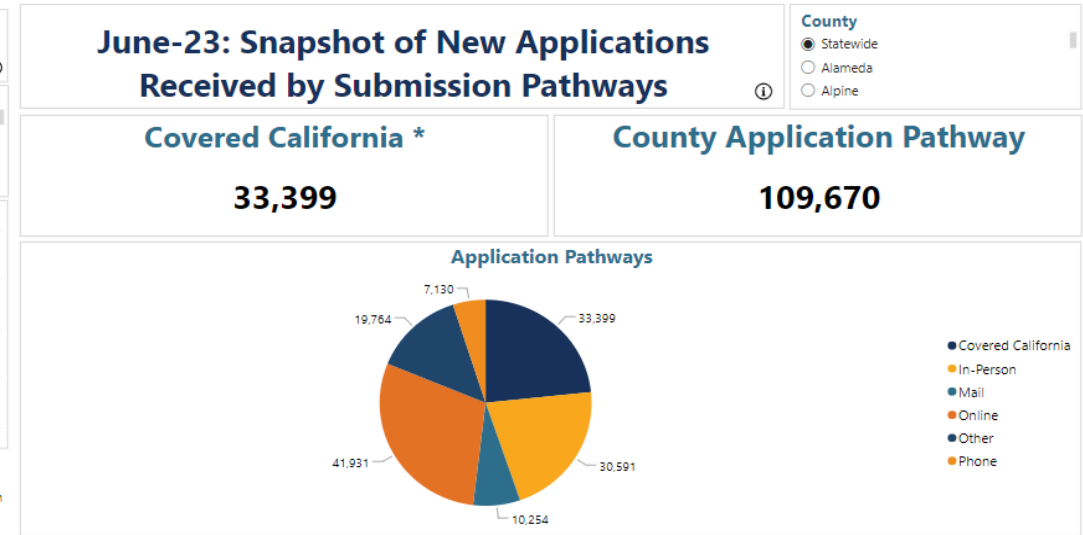 June-23: Snapshot of New Applications
Received by Submission Pathways
County
Statewide
Alameda
Alpine
Covered California *
33,399
County Application Pathway
109,670
Application Pathways
7,130
33,399
19,764
41,931
30,591
10,254
Covered California
In-Person
Mail
Online
Other
Phone